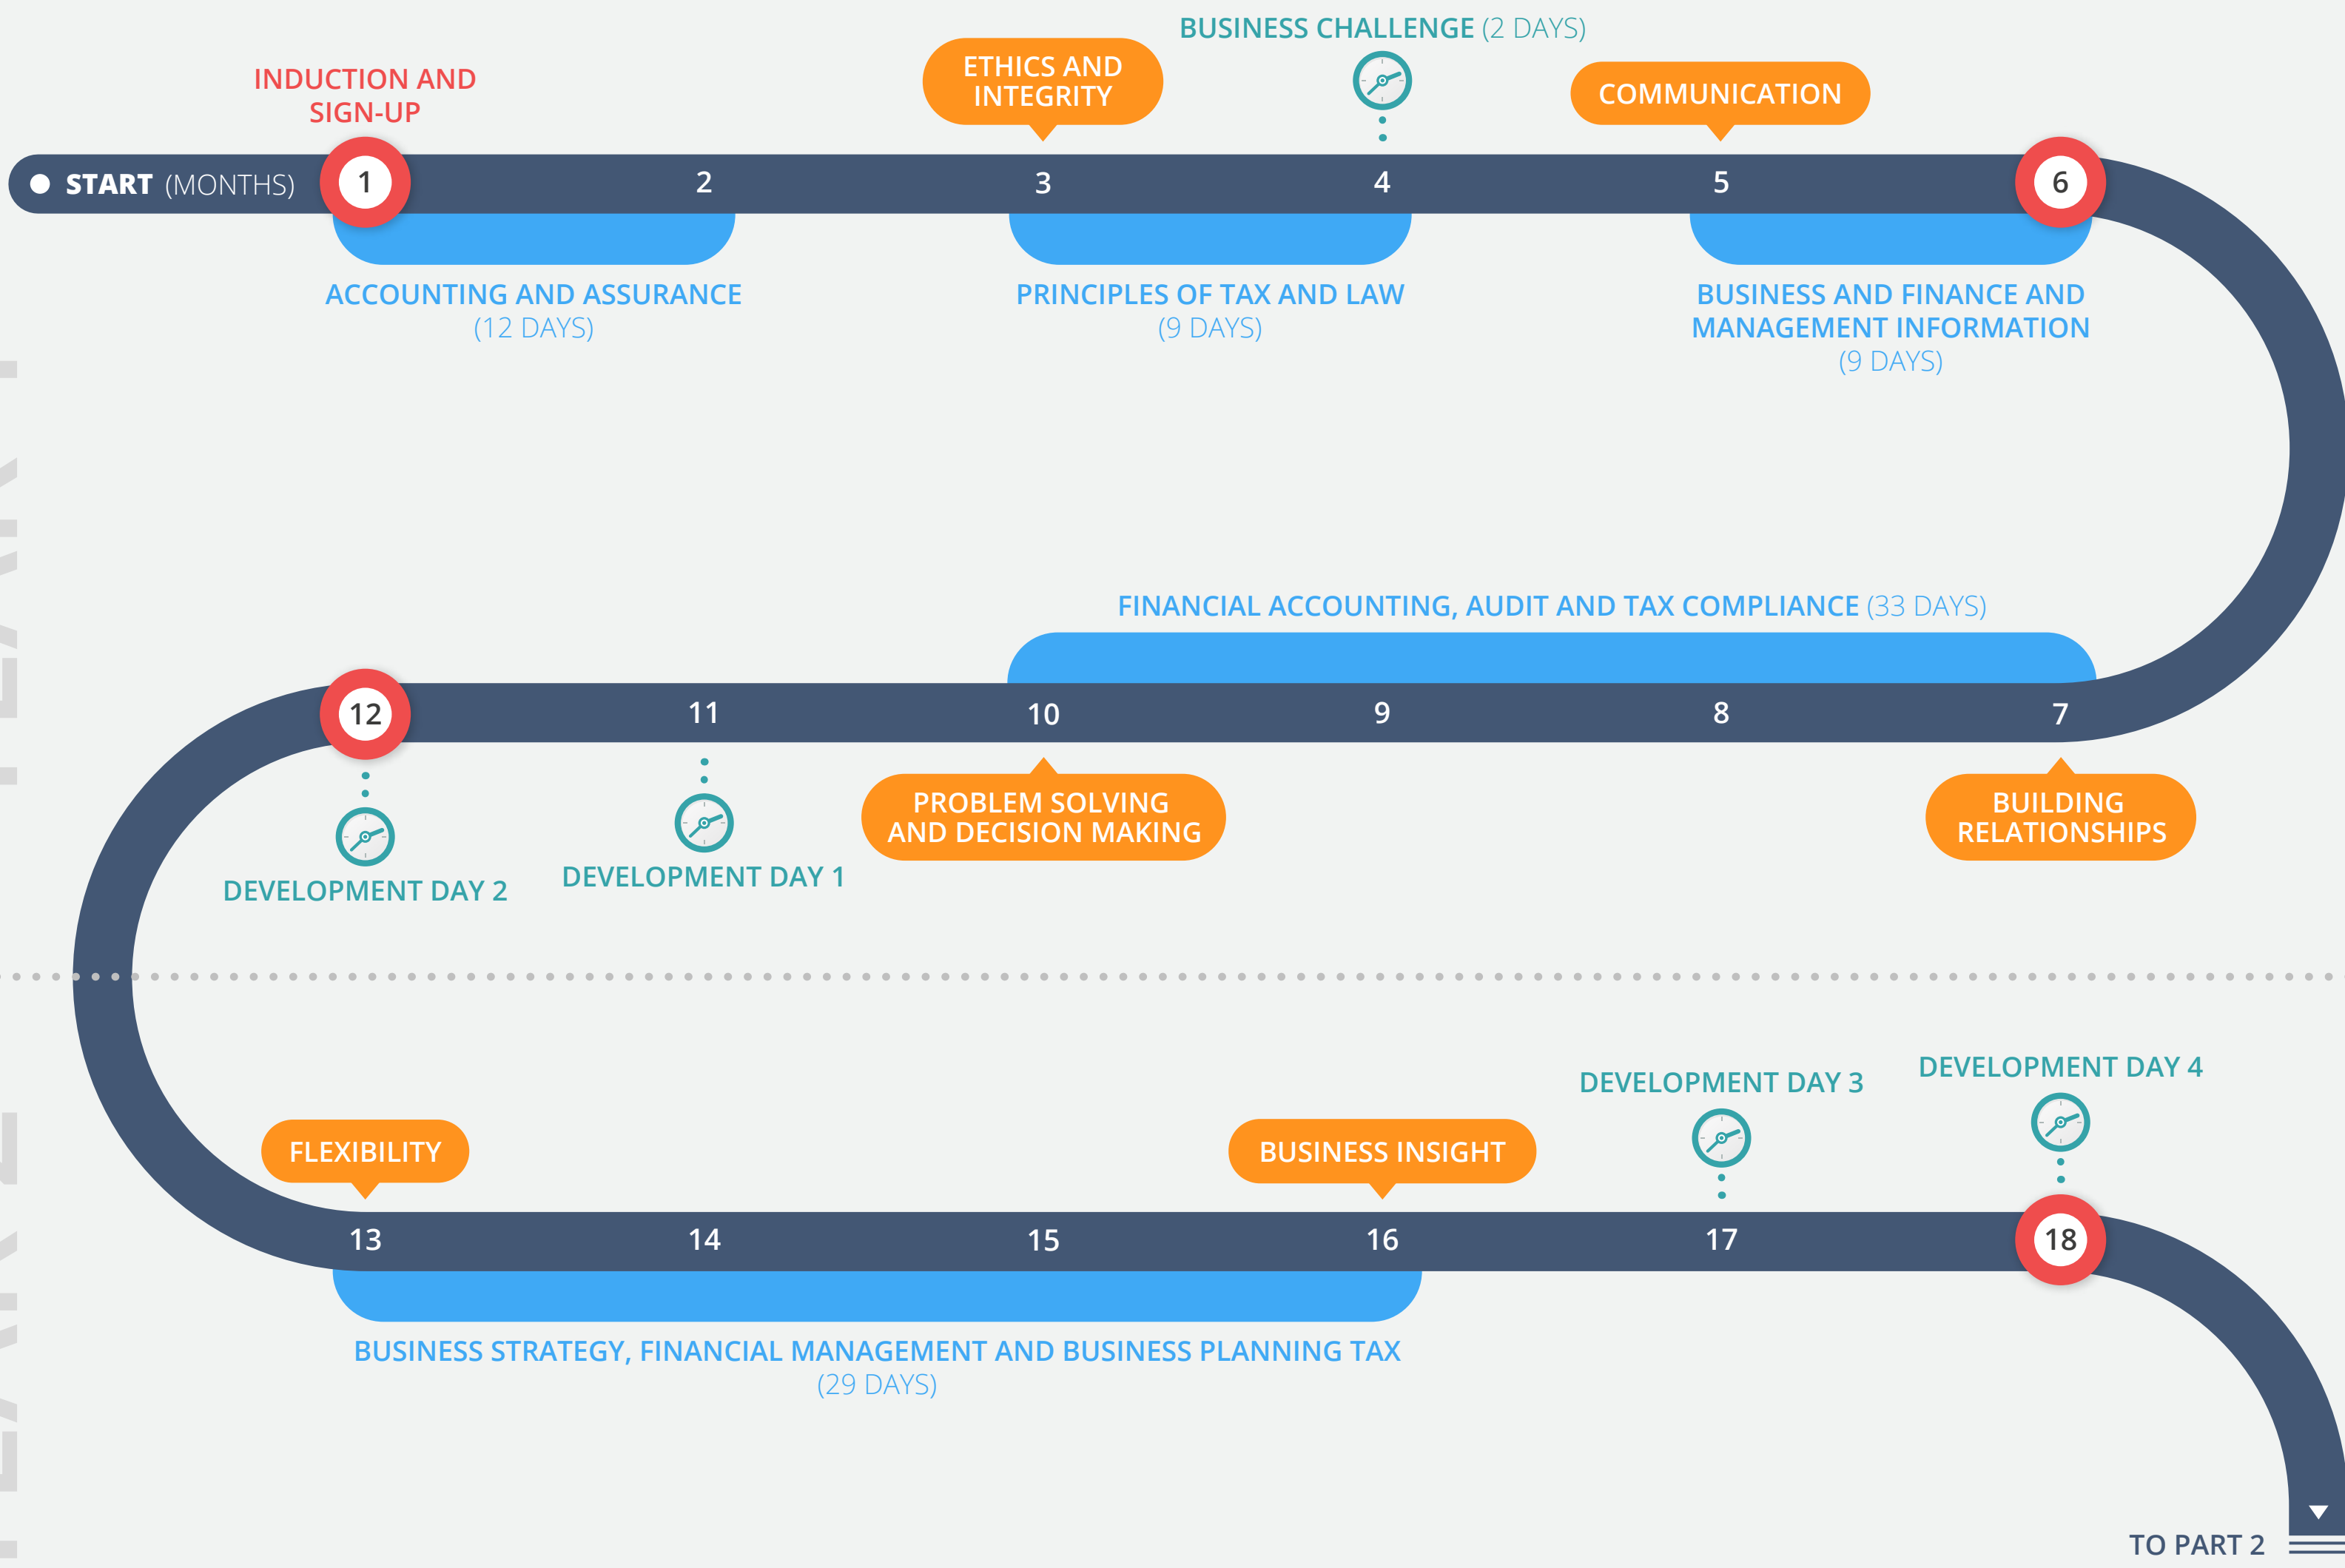 BUSINESS CHALLENGE (2 DAYS)
ETHICS AND
INTEGRITY
COMMUNICATION
INDUCTION AND
SIGN-UP
START (MONTHS) 1 2 3 4 5 6
ACCOUNTING AND ASSURANCE
(12 DAYS)
PRINCIPLES OF TAX AND LAW
(9 DAYS)
BUSINESS AND FINANCE AND
MANAGEMENT INFORMATION
(9 DAYS)
FINANCIAL ACCOUNTING, AUDIT AND TAX COMPLIANCE (33 DAYS)
12 11 10 9 8 7
PROBLEM SOLVING
AND DECISION MAKING
BUILDING
RELATIONSHIPS
DEVELOPMENT DAY 2
DEVELOPMENT DAY 1
DEVELOPMENT DAY 3
DEVELOPMENT DAY 4
FLEXIBILITY
BUSINESS INSIGHT
13 14 15 16 17 18
BUSINESS STRATEGY, FINANCIAL MANAGEMENT AND BUSINESS PLANNING TAX
(29 DAYS)
TO PART 2